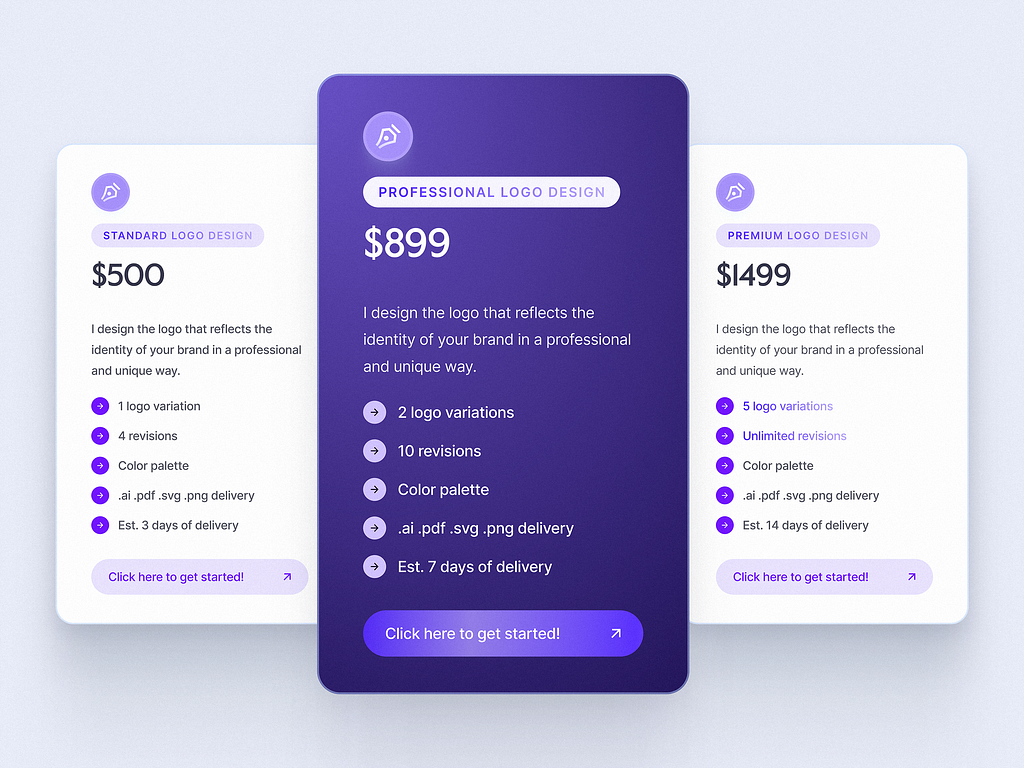 STANDARD LOGO DESIGN
$500
I design the logo that reflects the
identity of your brand in a professional
and unique way.
1 logo variation
4 revisions
Color palette
.ai .pdf .svg .png delivery
Est. 3 days of delivery
Click here to get started!
PROFESSIONAL LOGO DESIGN
$899
I design the logo that reflects the
identity of your brand in a professional
and unique way.
2 logo variations
10 revisions
Color palette
.ai .pdf .svg .png delivery
Est. 7 days of delivery
Click here to get started!
PREMIUM LOGO DESIGN
$1499
I design the logo that reflects the
identity of your brand in a professional
and unique way.
5 logo variations
Unlimited revisions
Color palette
.ai .pdf .svg .png delivery
Est. 14 days of delivery
Click here to get started!